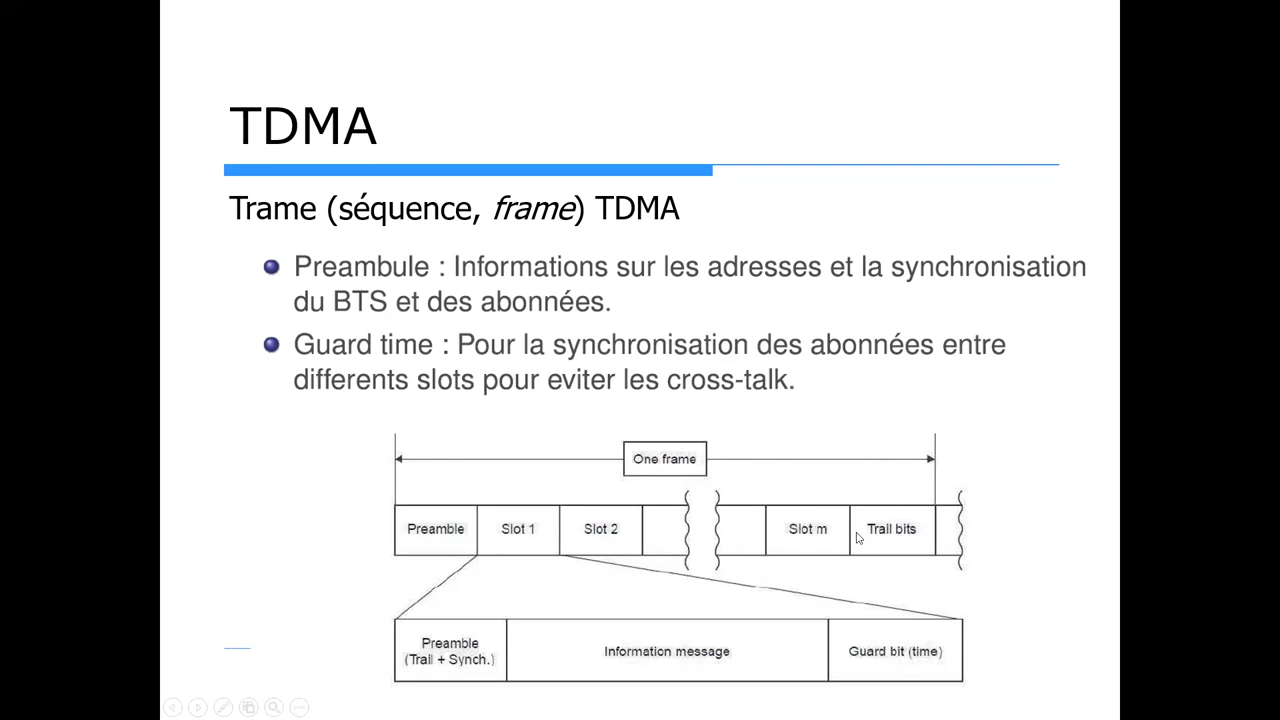 TDMA
Trame (séquence, frame) TDMA
Preambule : Informations sur les adresses et la synchronisation
du BTS et des abonnées.
Guard time : Pour la synchronisation des abonnées entre
differents slots pour eviter les cross-talk.
One frame
Preamble Slot 1 Slot 2 Slot m Trail bits
Preamble
(Trail + Synch.)
Information message
Guard bit (time)